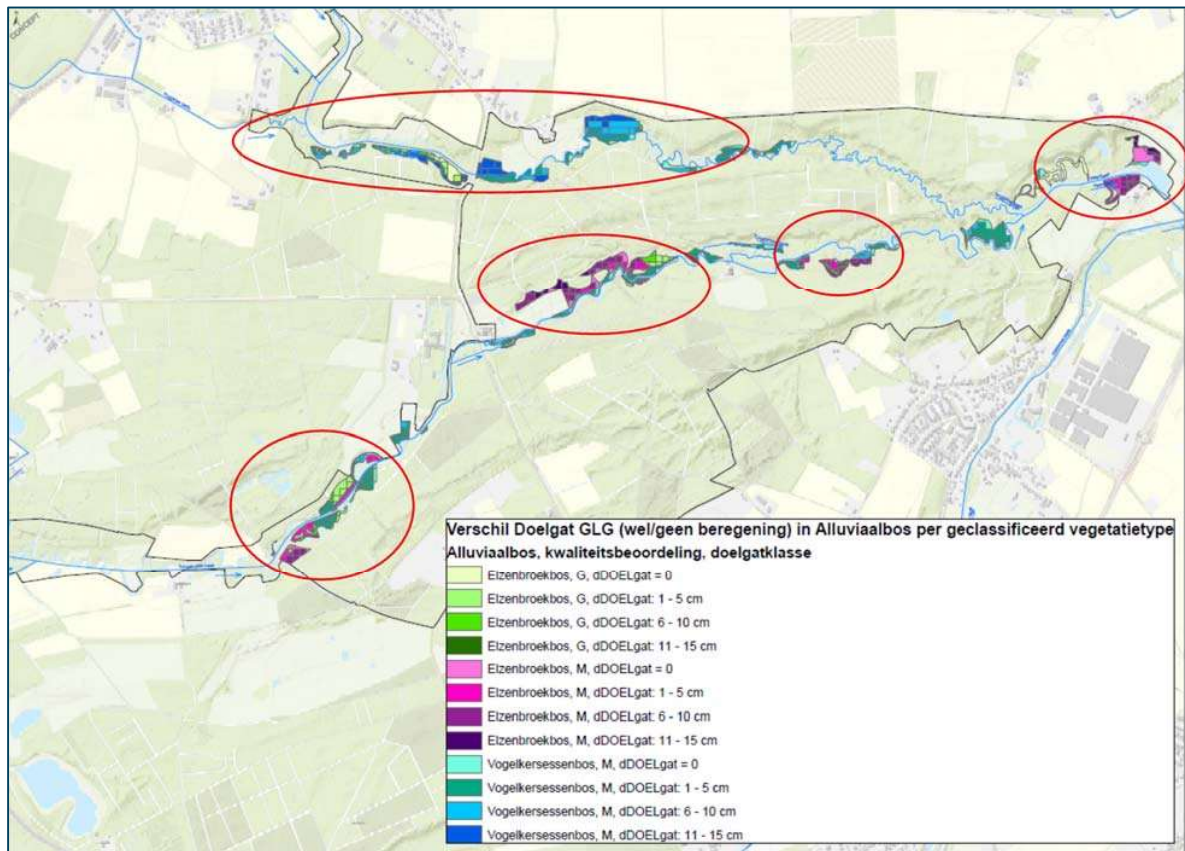 CONCEPT
Verschil Doelgat GLG (wel/geen beregening) in Alluviaalbos per geclassificeerd vegetatietype
Alluviaalbos, kwaliteitsbeoordeling, doelgatklasse
Elzenbroekbos, G, dDOELgat = 0
Elzenbroekbos, G, dDOELgat: 1 - 5 cm
Elzenbroekbos, G, dDOELgat: 6 - 10 cm
Elzenbroekbos, G, dDOELgat: 11 - 15 cm
Elzenbroekbos, M, dDOELgat = 0
Elzenbroekbos, M, dDOELgat: 1 - 5 cm
Elzenbroekbos, M, dDOELgat: 6 - 10 cm
Elzenbroekbos, M, dDOELgat: 11 - 15 cm
Vogelkersessenbos, M, dDOELgat = 0
Vogelkersessenbos, M, dDOELgat: 1 - 5 cm
Vogelkersessenbos, M, dDOELgat: 6 - 10 cm
Vogelkersessenbos, M, dDOELgat: 11 - 15 cm